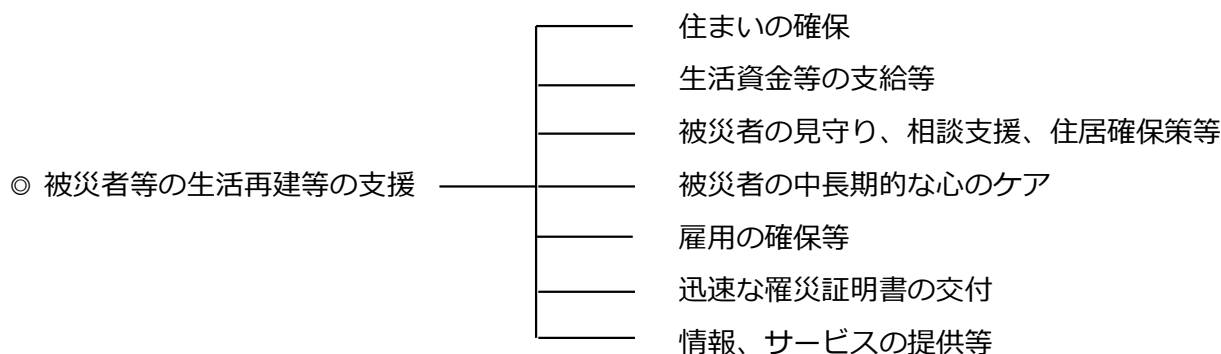 ◎ 被災者等の生活再建等の支援
住まいの確保
生活資金等の支給等
被災者の見守り、相談支援、住居確保策等
被災者の中長期的な心のケア
雇用の確保等
迅速な罹災証明書の交付
情報、サービスの提供等